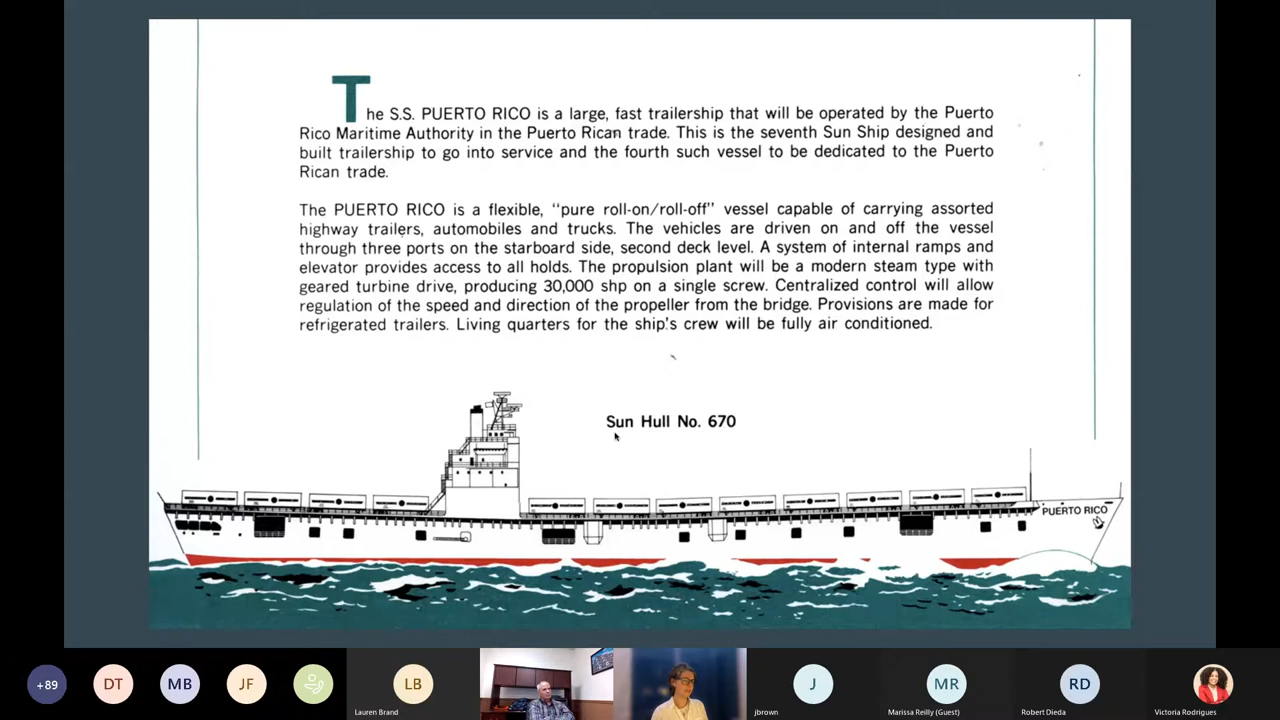 The S.S. PUERTO RICO is a large, fast trailership that will be operated by the Puerto
Rico Maritime Authority in the Puerto Rican trade. This is the seventh Sun Ship designed and
built trailership to go into service and the fourth such vessel to be dedicated to the Puerto
Rican trade.
The PUERTO RICO is a flexible, "pure roll-on/roll-off" vessel capable of carrying assorted
highway trailers, automobiles and trucks. The vehicles are driven on and off the vessel
through three ports on the starboard side, second deck level. A system of internal ramps and
elevator provides access to all holds. The propulsion plant will be a modern steam type with
geared turbine drive, producing 30,000 shp on a single screw. Centralized control will allow
regulation of the speed and direction of the propeller from the bridge. Provisions are made for
refrigerated trailers. Living quarters for the ship's crew will be fully air conditioned.
Sun Hull No. 670
PUERTO RICO
+89
DT
MB
JF
LB
J
MR
RD
Lauren Brand
jbrown
Marissa Reilly (Guest)
Robert Dieda
Victoria Rodrigues